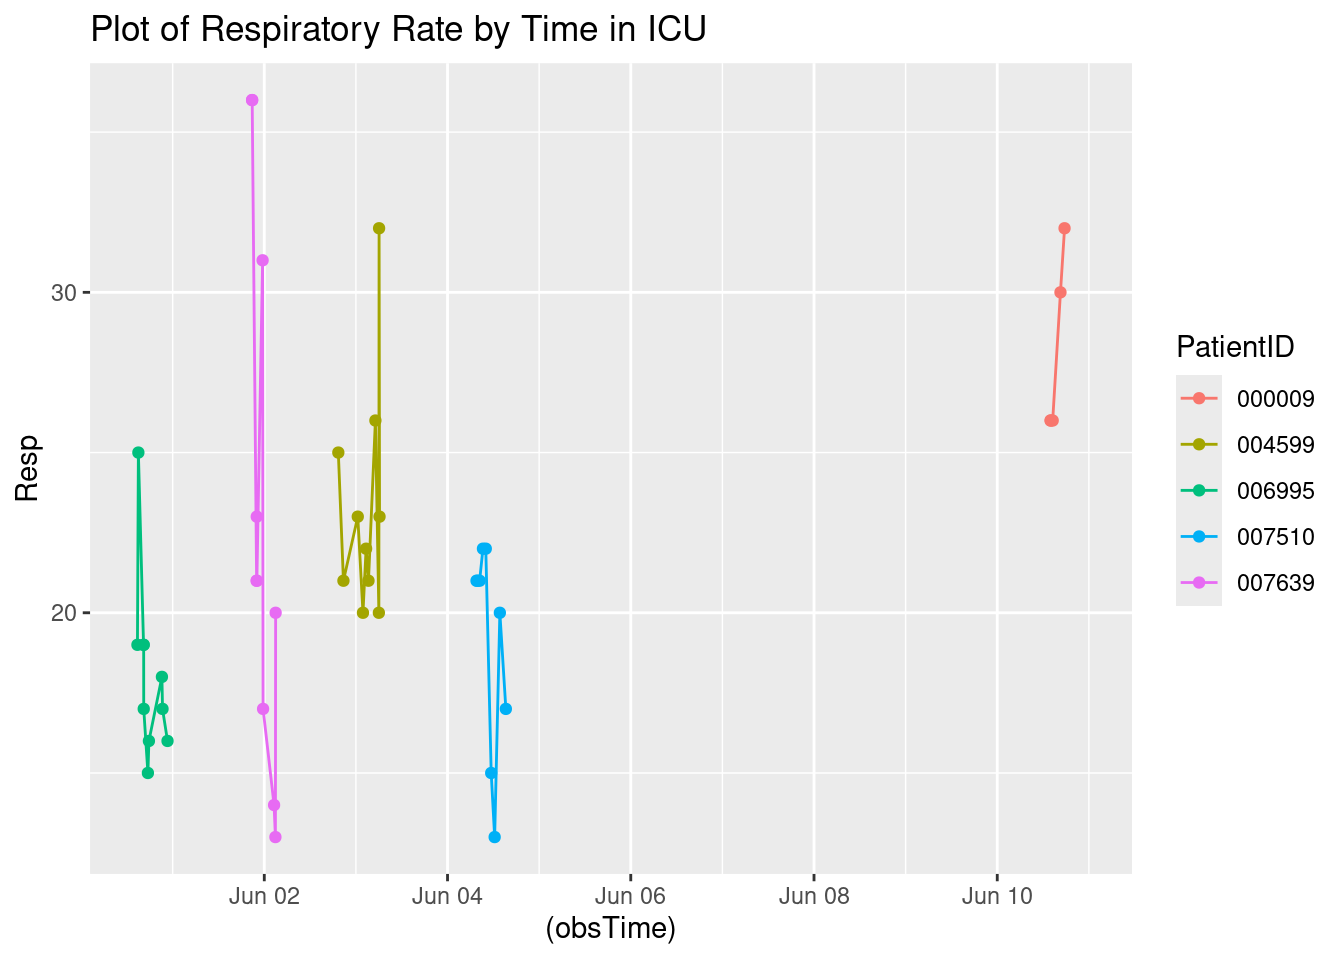 Plot of Respiratory Rate by Time in ICU
Resp
30
20
Jun 02
Jun 04
Jun 06
Jun 08
Jun 10
(obsTime)
PatientID
000009
004599
006995
007510
007639